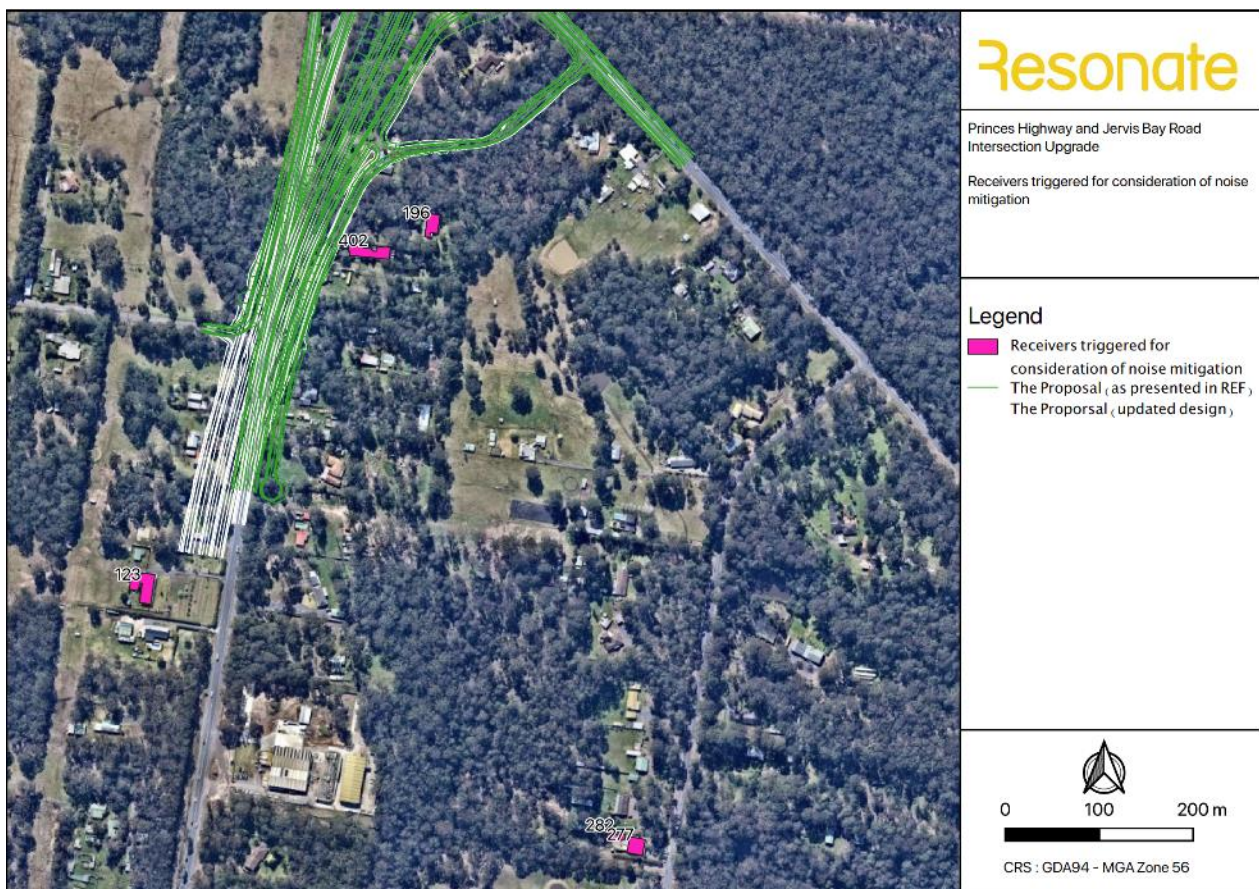 Resonate
Princes Highway and Jervis Bay Road
Intersection Upgrade
Receivers triggered for consideration of noise
mitigation
Legend
Receivers triggered for
consideration of noise mitigation
The Proposal (as presented in REF)
The Proporsal (updated design)
0 100 200 m
CRS : GDA94 - MGA Zone 56
196
402
123
282
277